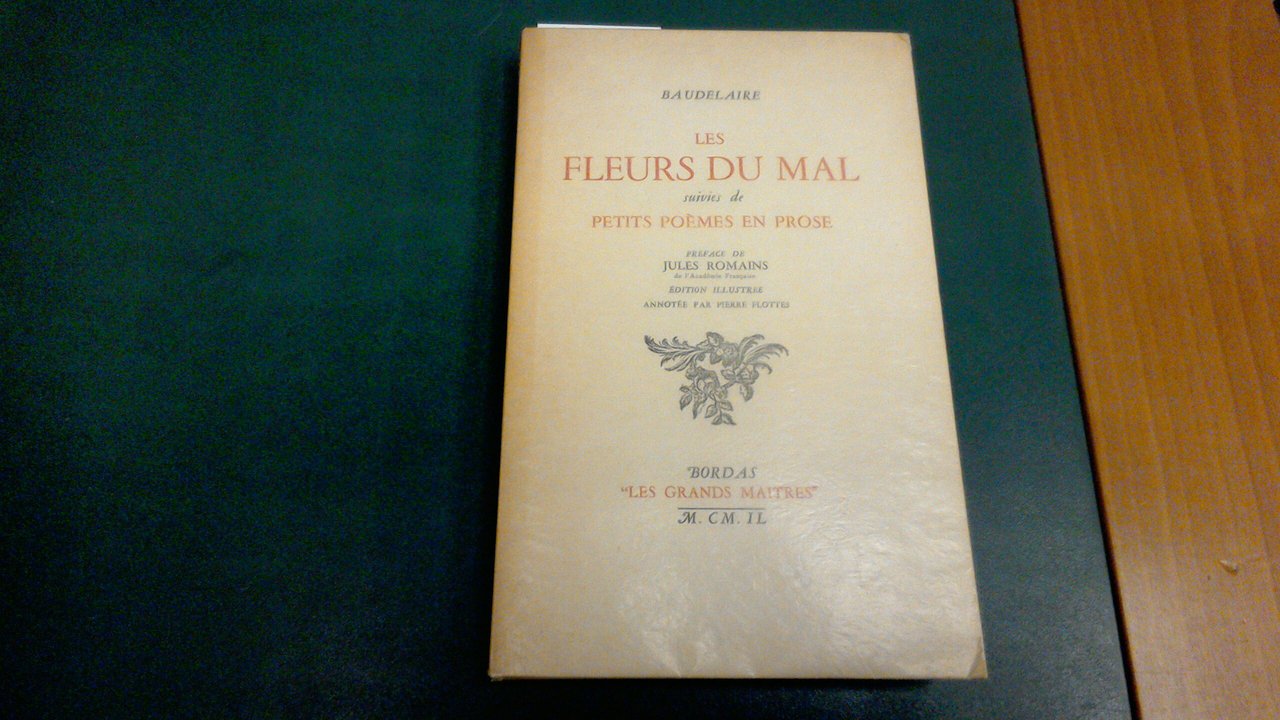 BAUDELAIRE
LES
FLEURS DU MAL
suivies de
PETITS POÈMES EN PROSE
PRÉFACE DE
JULES ROMAINS
de l'Académie Française
ÉDITION ILLUSTRÉE
ANNOTÉE PAR PIERRE FLOTTES
BORDAS
"LES GRANDS MAITRES"
M. CM. IL